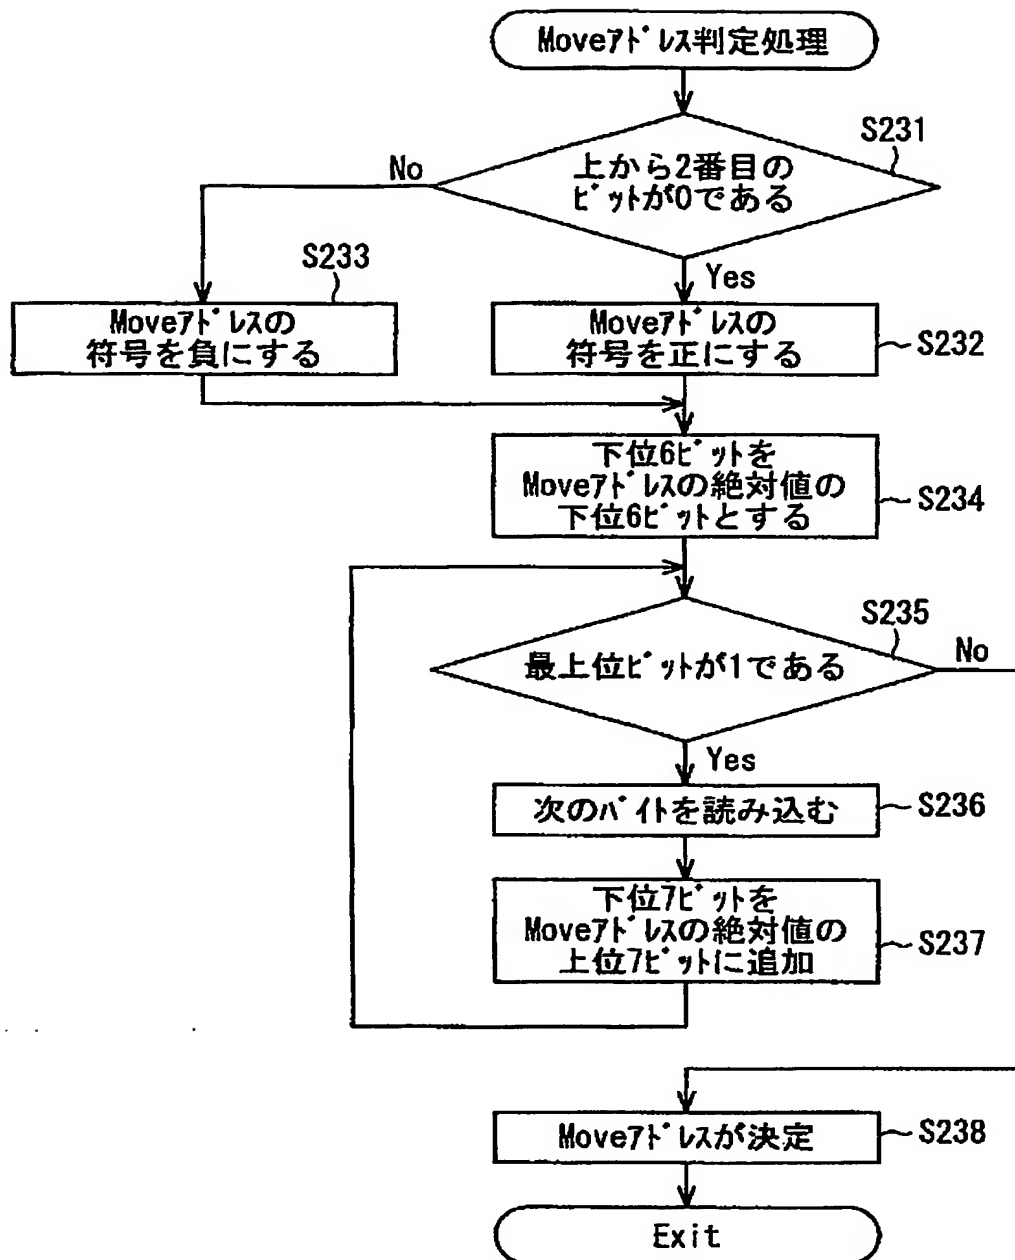 Moveｱﾄﾞﾚｽ判定処理
S231
上から2番目の
ﾋﾞｯﾄが0である
No
Yes
S233
Moveｱﾄﾞﾚｽの
符号を負にする
Moveｱﾄﾞﾚｽの
符号を正にする
S232
下位6ﾋﾞｯﾄを
Moveｱﾄﾞﾚｽの絶対値の
下位6ﾋﾞｯﾄとする
S234
S235
最上位ﾋﾞｯﾄが1である
No
Yes
次のﾊﾞｲﾄを読み込む
S236
下位7ﾋﾞｯﾄを
Moveｱﾄﾞﾚｽの絶対値の
上位7ﾋﾞｯﾄに追加
S237
Moveｱﾄﾞﾚｽが決定
S238
Exit